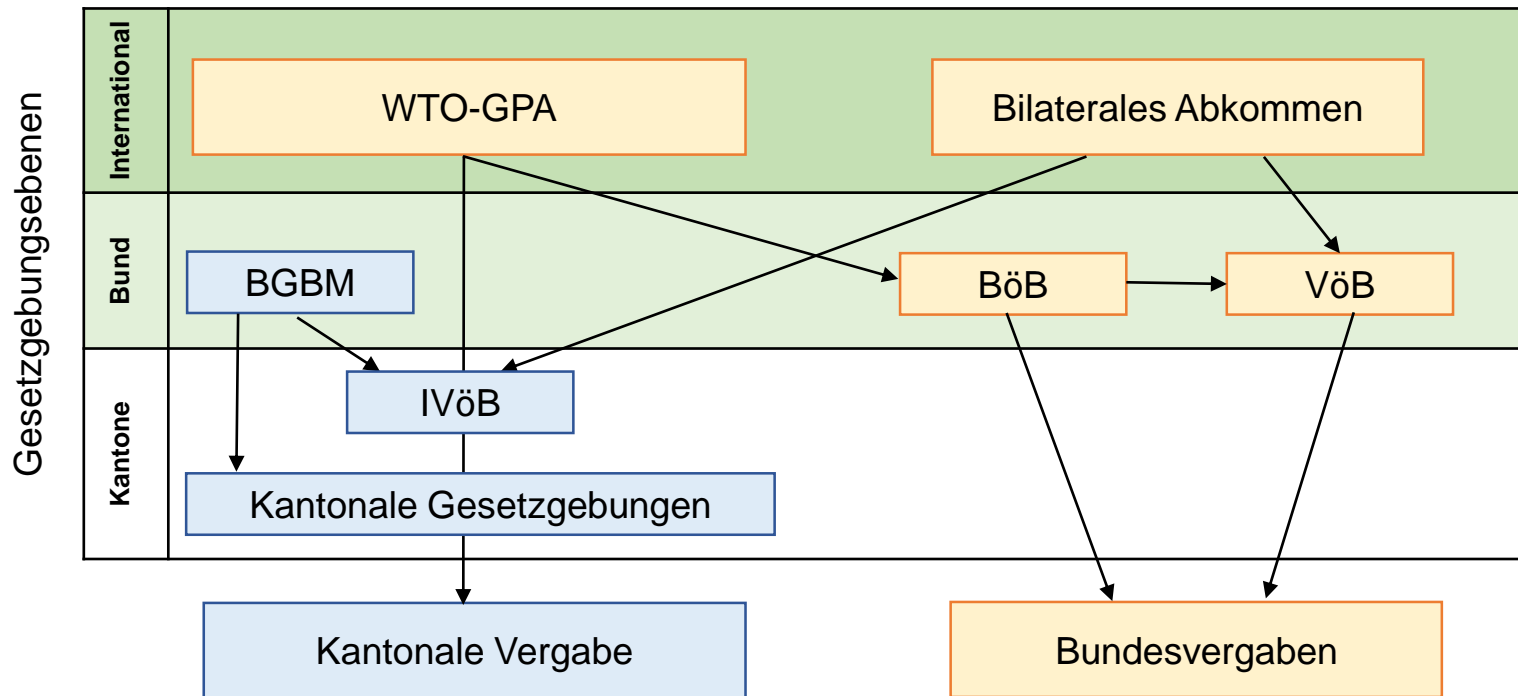 Gesetzgebungsebenen
International
WTO-GPA
Bilaterales Abkommen
Bund
BGBM
BöB
VöB
Kantone
IVöB
Kantonale Gesetzgebungen
Kantonale Vergabe
Bundesvergaben